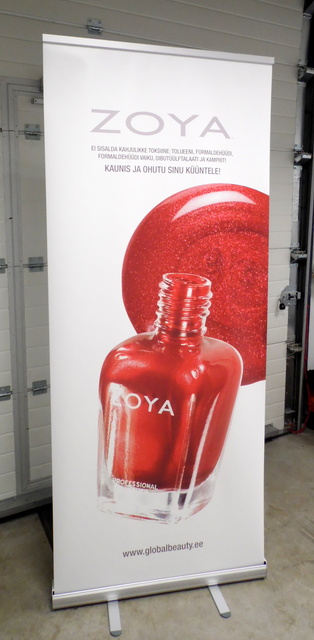 ZOYA
EI SISALDA KAHJULIKKE TOKSIINE: TOLUEENI, FORMALDEHÜÜDI,
FORMALDEHÜÜDI VAIKU, DIBUTÜÜLFTALAATI JA KAMPRIT!
KAUNIS JA OHUTU SINU KÜÜNTELE!
ZOYA
PROFESSIONAL
www.globalbeauty.ee